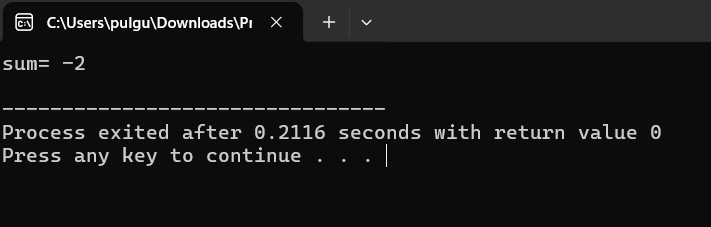 C:\Users\pulgu\Downloads\Pr
sum= -2
--------------------------------
Process exited after 0.2116 seconds with return value 0
Press any key to continue . . .